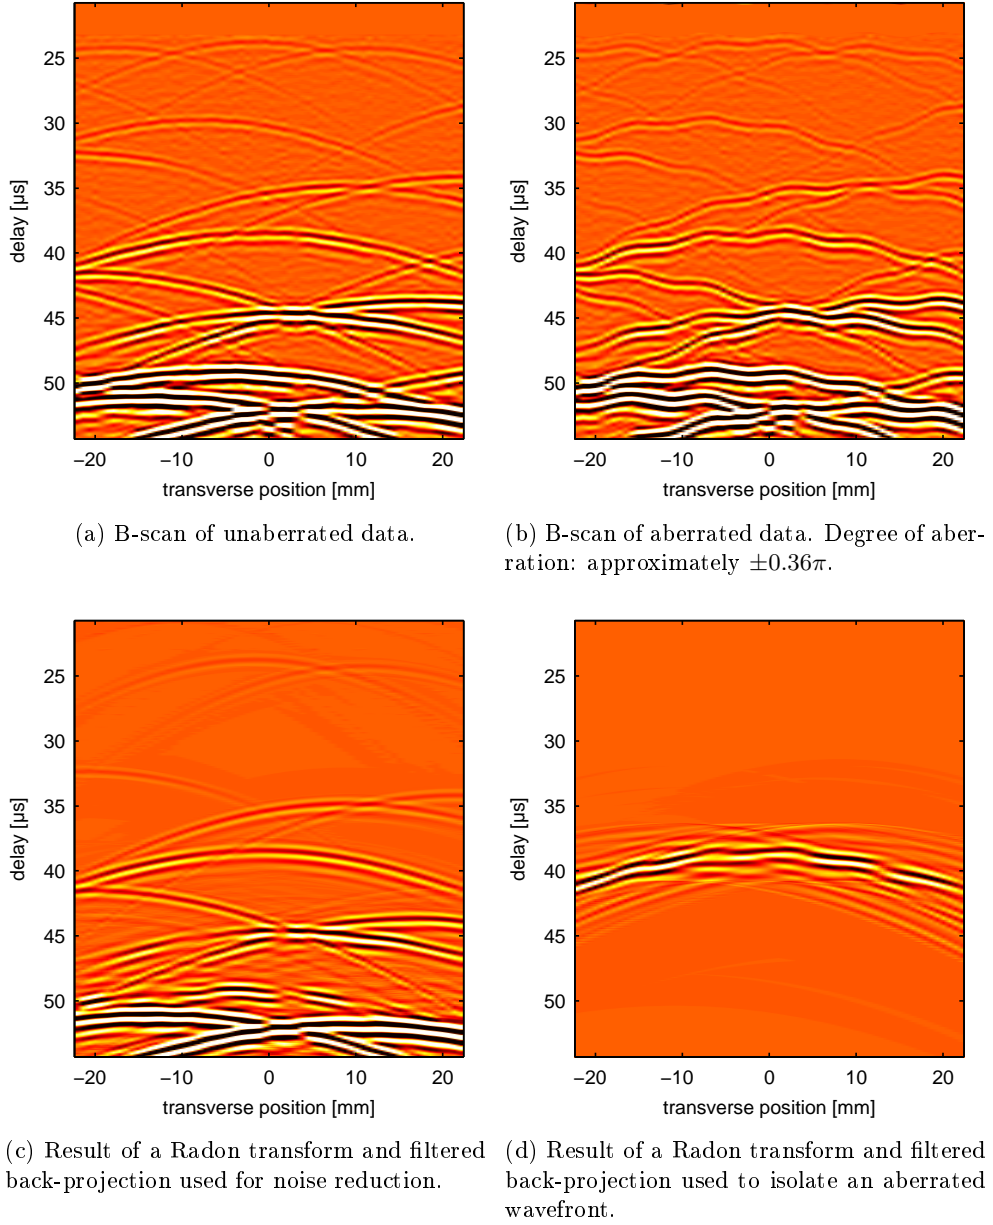 25
30
35
40
45
50
delay [µs]
−20 −10 0 10 20
transverse position [mm]
(a) B-scan of unaberrated data.
25
30
35
40
45
50
delay [µs]
−20 −10 0 10 20
transverse position [mm]
(b) B-scan of aberrated data. Degree of aber-
ration: approximately ±0.36π.
25
30
35
40
45
50
delay [µs]
−20 −10 0 10 20
transverse position [mm]
(c) Result of a Radon transform and filtered
back-projection used for noise reduction.
25
30
35
40
45
50
delay [µs]
−20 −10 0 10 20
transverse position [mm]
(d) Result of a Radon transform and filtered
back-projection used to isolate an aberrated
wavefront.